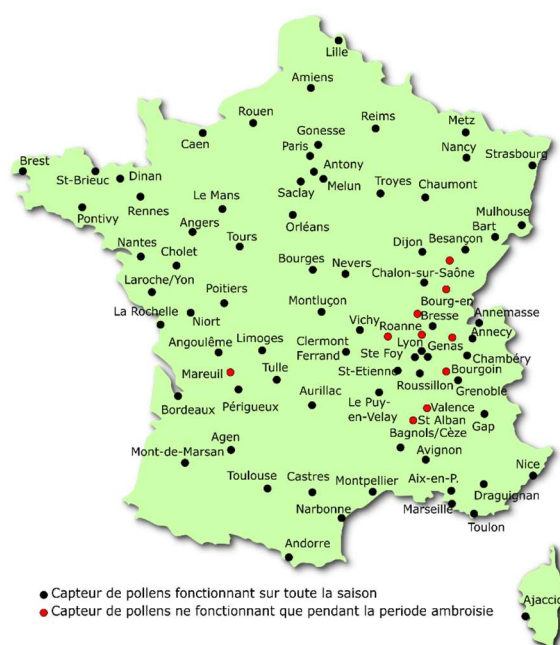 Lille
Amiens
Rouen
Reims
Metz
Gonesse
Caen
Paris
Nancy
Strasbourg
Brest
Antony
St-Brieuc
Dinan
Saclay
Melun
Troyes
Chaumont
Le Mans
Pontivy
Rennes
Orléans
Mulhouse
Angers
Bart
Nantes
Tours
Dijon
Besançon
Cholet
Bourges
Nevers
Chalon-sur-Saône
Laroche/Yon
Poitiers
Montluçon
Bourg-en
Bresse
La Rochelle
Niort
Vichy
Roanne
Annemasse
Annecy
Angoulême
Limoges
Clermont
Ferrand
Lyon
Ste Foy
Genas
Chambéry
Mareuil
Tulle
St-Etienne
Bourgoin
Roussillon
Grenoble
Bordeaux
Périgueux
Aurillac
Le Puy-
en-Velay
Valence
St Alban
Gap
Bagnols/Cèze
Agen
Mont-de-Marsan
Avignon
Nice
Toulouse
Castres
Montpellier
Aix-en-P.
Draguignan
Narbonne
Marseille
Toulon
Andorre
Ajaccio
Capteur de pollens fonctionnant sur toute la saison
Capteur de pollens ne fonctionnant que pendant la periode ambroisie